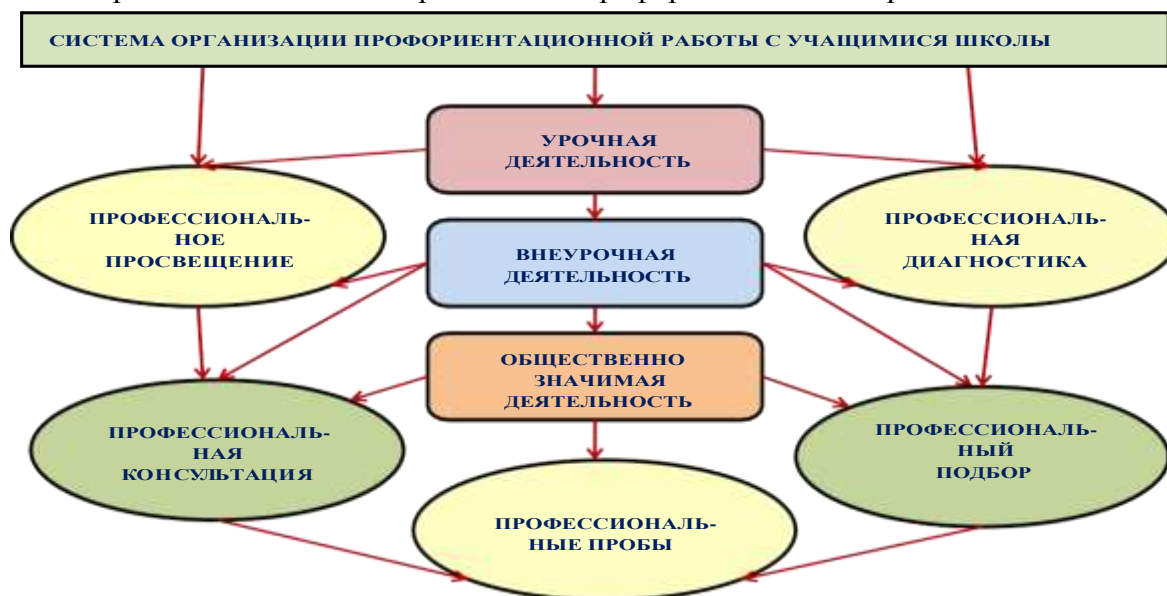 СИСТЕМА ОРГАНИЗАЦИИ ПРОФОРИЕНТАЦИОННОЙ РАБОТЫ С УЧАЩИМИСЯ ШКОЛЫ
УРОЧНАЯ
ДЕЯТЕЛЬНОСТЬ
ПРОФЕССИОНАЛЬ-
НОЕ
ПРОСВЕЩЕНИЕ
ВНЕУРОЧНАЯ
ДЕЯТЕЛЬНОСТЬ
ПРОФЕССИОНАЛЬ-
НАЯ
ДИАГНОСТИКА
ОБЩЕСТВЕННО
ЗНАЧИМАЯ
ДЕЯТЕЛЬНОСТЬ
ПРОФЕССИОНАЛЬ-
НАЯ
КОНСУЛЬТАЦИЯ
ПРОФЕССИОНАЛЬ-
НЫЙ
ПОДБОР
ПРОФЕССИОНАЛЬ-
НЫЕ ПРОБЫ